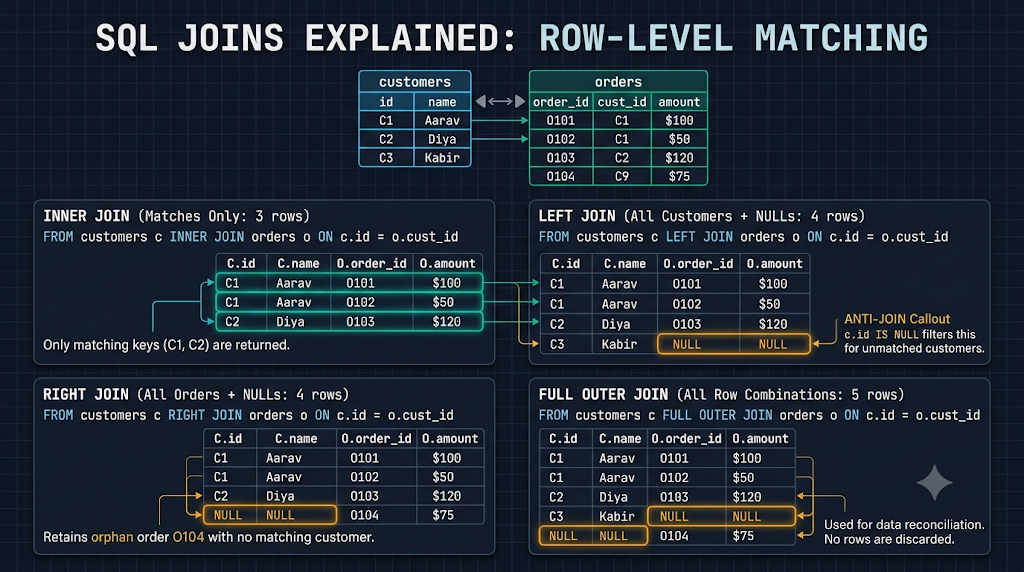 SQL JOINS EXPLAINED: ROW-LEVEL MATCHING
customers
id name
C1 Aarav
C2 Diya
C3 Kabir
orders
order_id cust_id amount
O101 C1 $100
O102 C1 $50
O103 C2 $120
O104 C9 $75
INNER JOIN (Matches Only: 3 rows)
FROM customers c INNER JOIN orders o ON c.id = o.cust_id
C.id C.name O.order_id O.amount
C1 Aarav O101 $100
C1 Aarav O102 $50
C2 Diya O103 $120
Only matching keys (C1, C2) are returned.
LEFT JOIN (All Customers + NULLs: 4 rows)
FROM customers c LEFT JOIN orders o ON c.id = o.cust_id
C.id C.name O.order_id O.amount
C1 Aarav O101 $100
C1 Aarav O102 $50
C2 Diya O103 $120
C3 Kabir NULL NULL
ANTI-JOIN Callout
c.id IS NULL filters this
for unmatched customers.
RIGHT JOIN (All Orders + NULLs: 4 rows)
FROM customers c RIGHT JOIN orders o ON c.id = o.cust_id
C.id C.name O.order_id O.amount
C1 Aarav O101 $100
C1 Aarav O102 $50
C2 Diya O103 $120
NULL NULL O104 $75
Retains orphan order O104 with no matching customer.
FULL OUTER JOIN (All Row Combinations: 5 rows)
FROM customers c FULL OUTER JOIN orders o ON c.id = o.cust_id
C.id C.name O.order_id O.amount
C1 Aarav O101 $100
C1 Aarav O102 $50
C2 Diya O103 $120
C3 Kabir NULL NULL
NULL NULL O104 $75
Used for data reconciliation.
No rows are discarded.